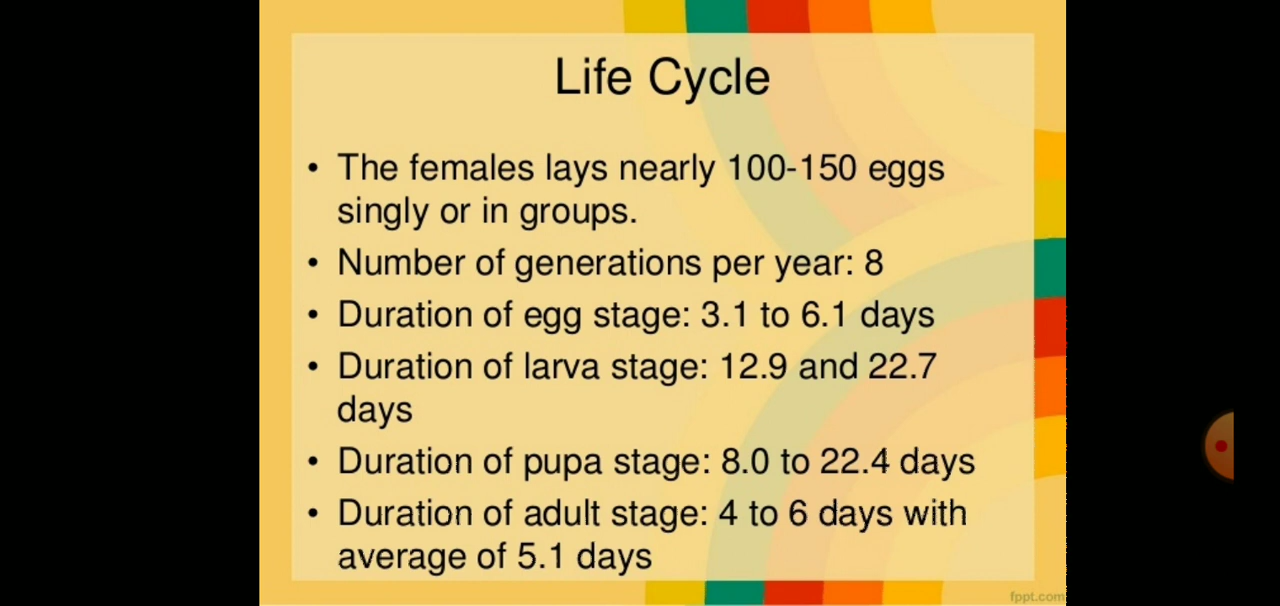 Life Cycle
• The females lays nearly 100-150 eggs
singly or in groups.
• Number of generations per year: 8
• Duration of egg stage: 3.1 to 6.1 days
• Duration of larva stage: 12.9 and 22.7
days
• Duration of pupa stage: 8.0 to 22.4 days
• Duration of adult stage: 4 to 6 days with
average of 5.1 days
fppt.com